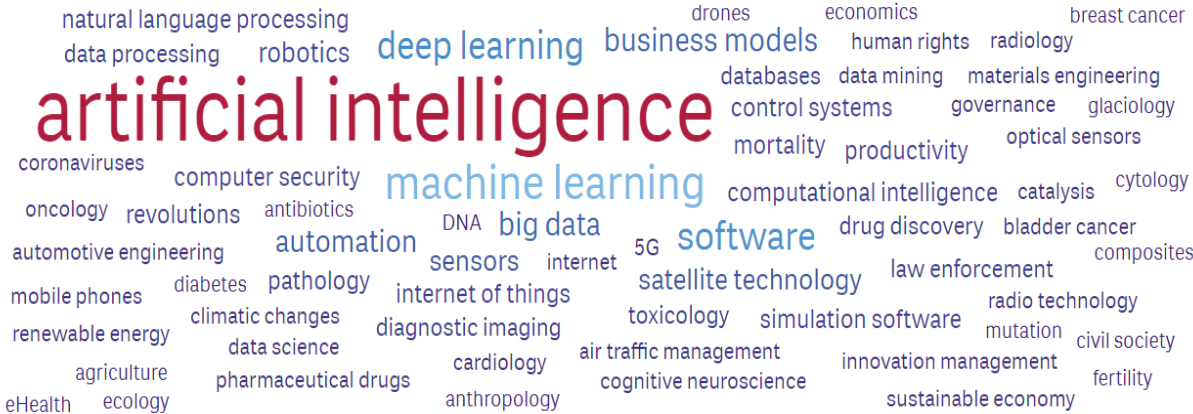 drones economics breast cancer
natural language processing
deep learning business models human rights radiology
data processing robotics
databases data mining materials engineering
artificial intelligence
control systems governance glaciology
mortality productivity optical sensors
coronaviruses
computer security machine learning computational intelligence catalysis cytology
oncology revolutions antibiotics
DNA big data software drug discovery bladder cancer
automotive engineering automation 5G composites
sensors internet law enforcement
diabetes pathology satellite technology
mobile phones internet of things radio technology
climatic changes toxicology simulation software
renewable energy diagnostic imaging mutation civil society
data science air traffic management
cardiology innovation management
agriculture pharmaceutical drugs cognitive neuroscience fertility
eHealth ecology anthropology sustainable economy